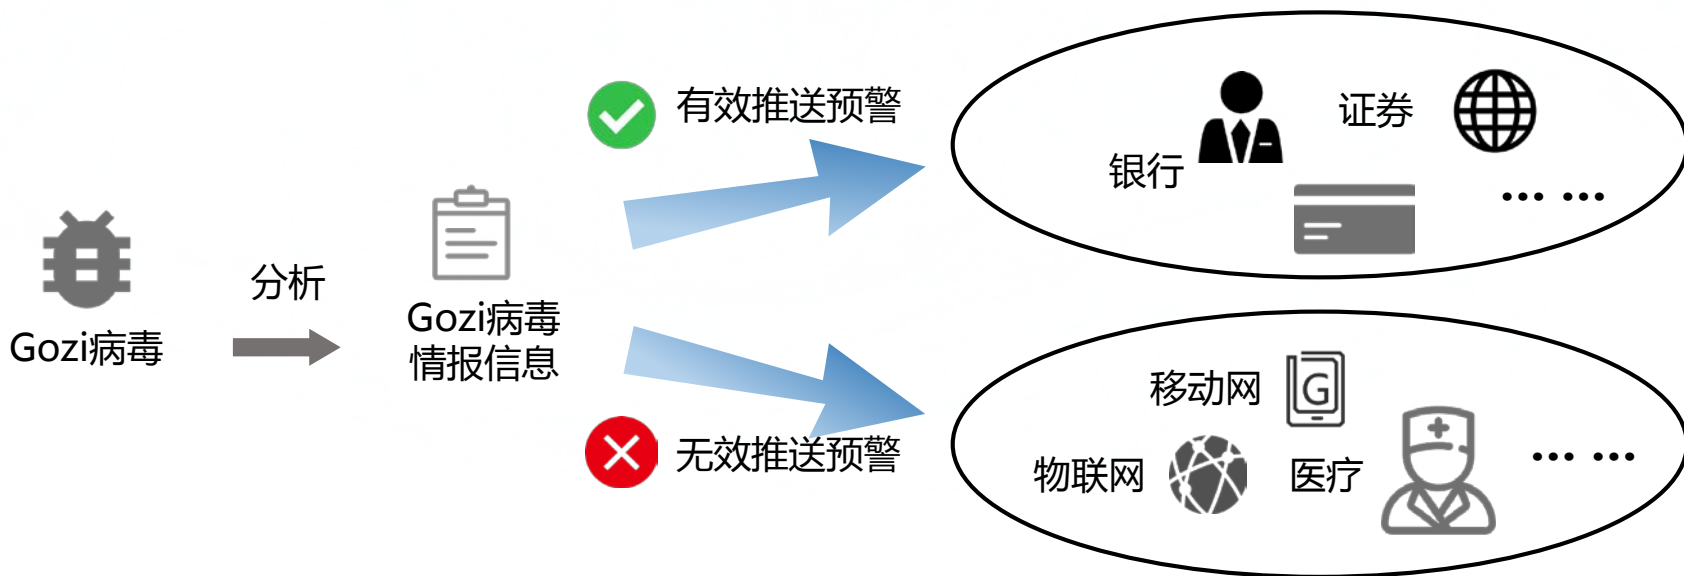 有效推送预警
证券
银行
... ...
分析
Gozi病毒
Gozi病毒
情报信息
移动网
G
无效推送预警
物联网
医疗
... ...